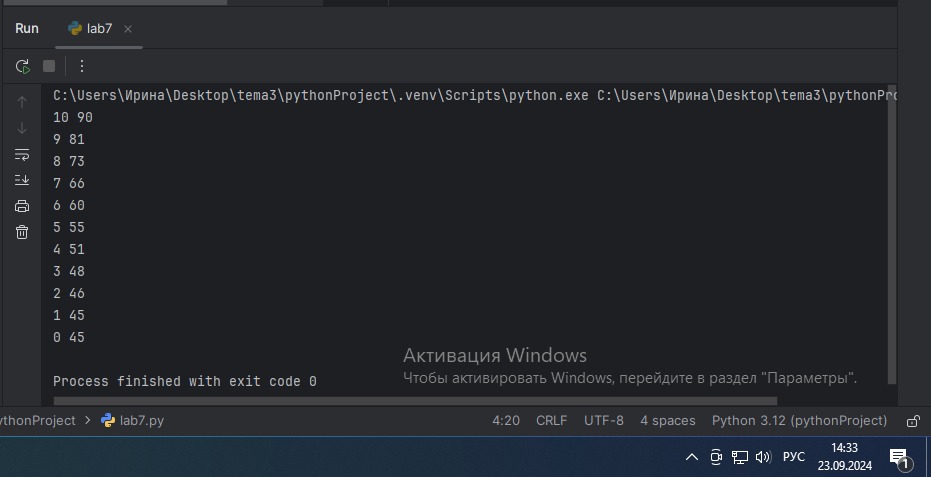 Run lab7
C:\Users\Ирина\Desktop\tema3\pythonProject\.venv\Scripts\python.exe C:\Users\Ирина\Desktop\tema3\pythonPro
10 90
9 81
8 73
7 66
6 60
5 55
4 51
3 48
2 46
1 45
0 45
Активация Windows
Чтобы активировать Windows, перейдите в раздел "Параметры".
Process finished with exit code 0
ythonProject > lab7.py 4:20 CRLF UTF-8 4 spaces Python 3.12 (pythonProject)
РУС 14:33
23.09.2024
1